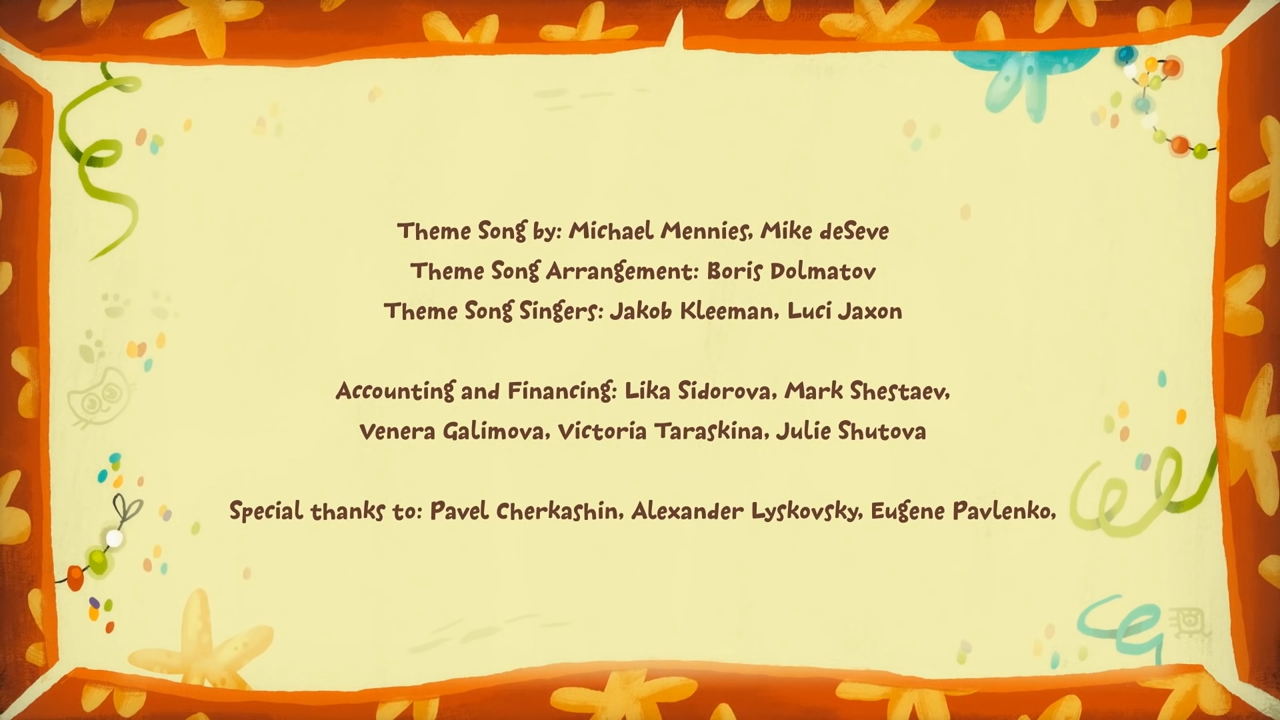 Theme Song by: Michael Mennies, Mike deSeve
Theme Song Arrangement: Boris Dolmatov
Theme Song Singers: Jakob Kleeman, Luci Jaxon
Accounting and Financing: Lika Sidorova, Mark Shestaev,
Venera Galimova, Victoria Taraskina, Julie Shutova
Special thanks to: Pavel Cherkashin, Alexander Lyskovsky, Eugene Pavlenko,